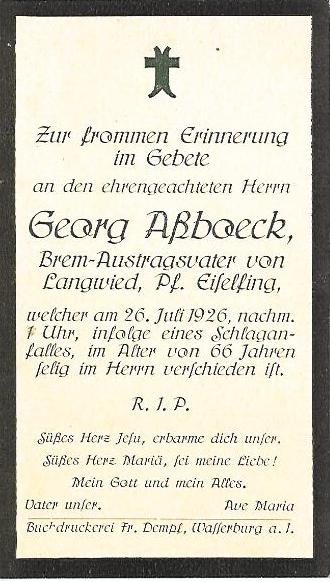 Zur frommen Erinnerung
im Gebete
an den ehrengeachteten Herrn
Georg Aßboeck,
Brem-Austragsvater von
Langwied, Pf. Eiſelfing,
welcher am 26. Juli 1926, nachm.
1 Uhr, infolge eines Schlagan-
falles, im Alter von 66 Jahren
ſelig im Herrn verſchieden iſt.
R. I. P.
Süßes Herz Jeſu, erbarme dich unſer.
Süßes Herz Mariä, ſei meine Liebe!
Mein Gott und mein Alles.
Vater unſer. Ave Maria
Buchdruckerei Fr. Dempf, Waſſerburg a. I.